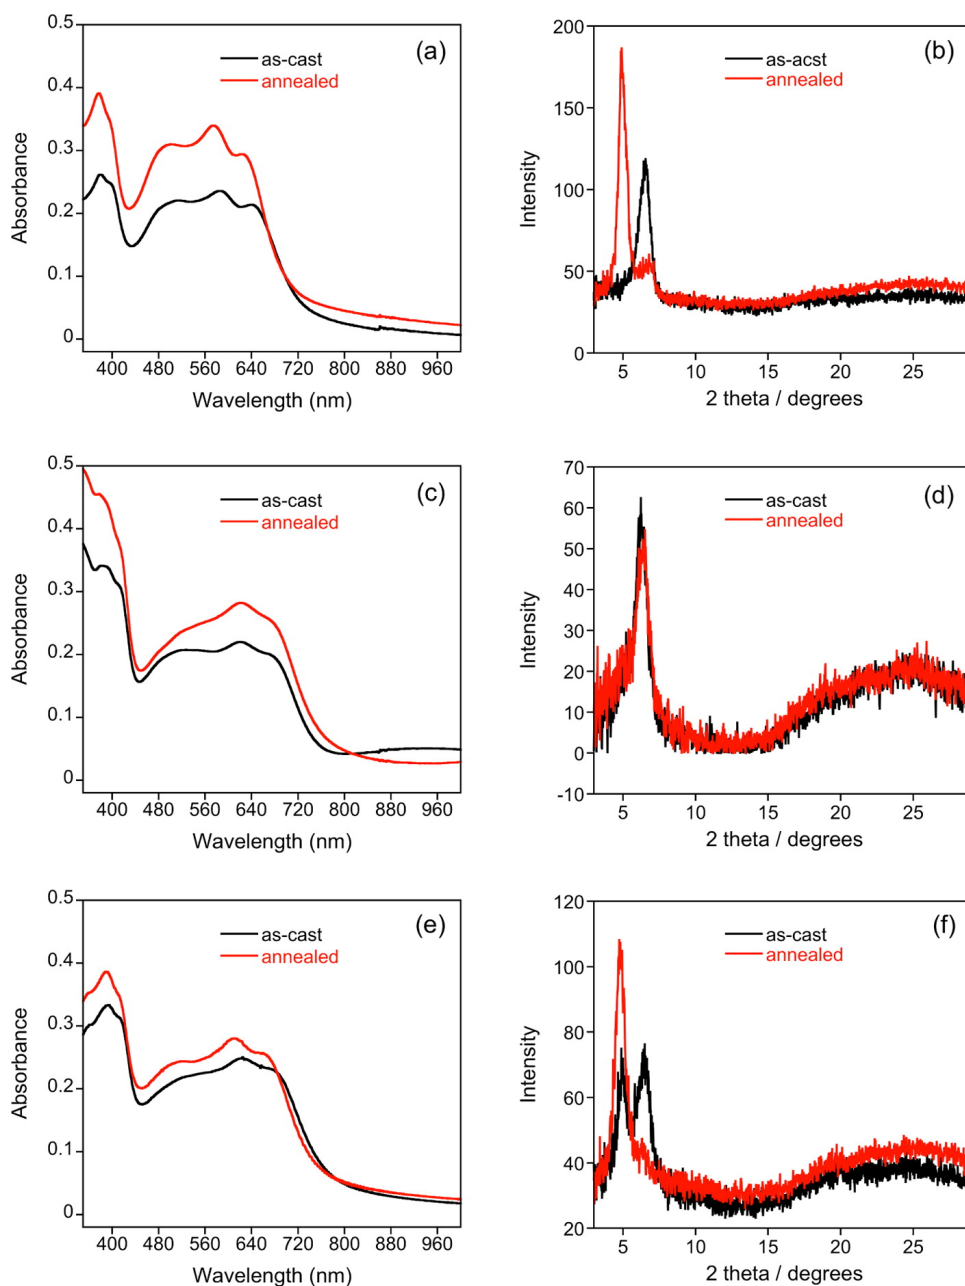 0.5
(a)
as-cast
annealed
0.4
0.3
0.2
0.1
0
Absorbance
400 480 560 640 720 800 880 960
Wavelength (nm)
200
(b)
as-acst
annealed
150
100
50
0
Intensity
5 10 15 20 25
2 theta / degrees
0.5
(c)
as-cast
annealed
0.4
0.3
0.2
0.1
0
Absorbance
400 480 560 640 720 800 880 960
Wavelength (nm)
70
(d)
as-cast
annealed
60
50
40
30
20
10
0
-10
Intensity
5 10 15 20 25
2 theta / degrees
0.5
(e)
as-cast
annealed
0.4
0.3
0.2
0.1
0
Absorbance
400 480 560 640 720 800 880 960
Wavelength (nm)
120
(f)
as-cast
annealed
100
80
60
40
20
Intensity
5 10 15 20 25
2 theta / degrees